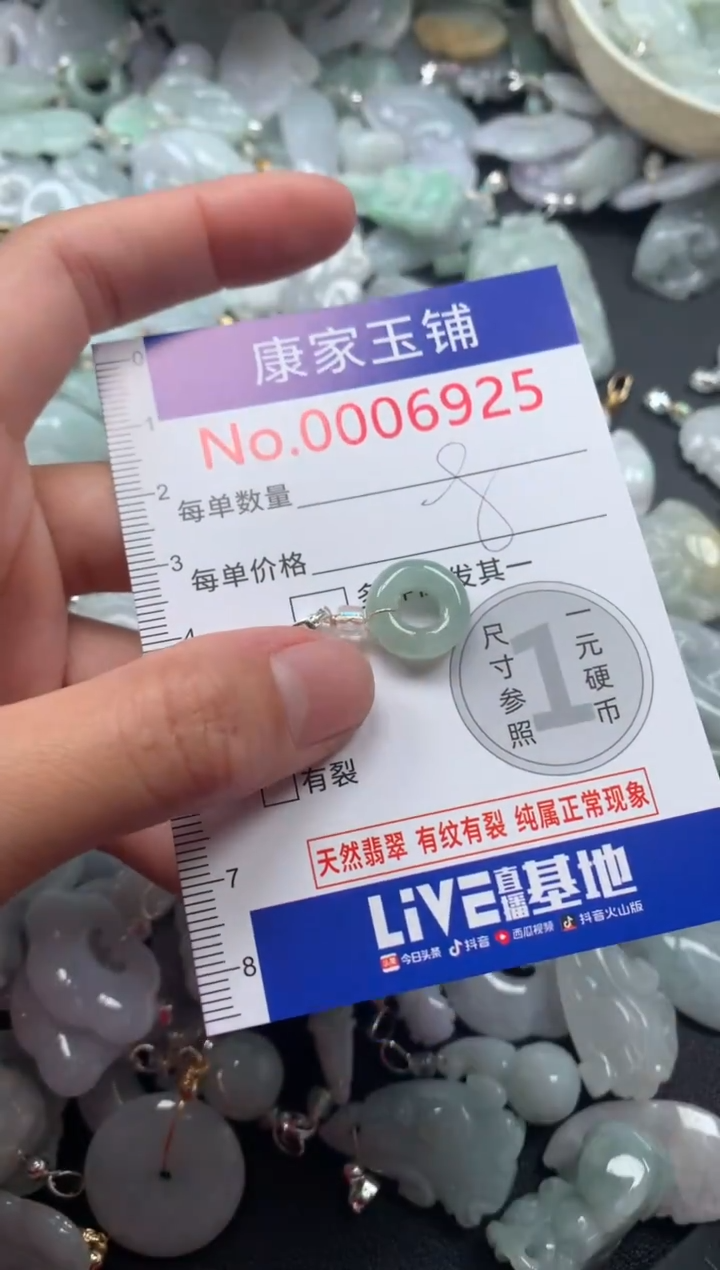 康家玉铺
No.0006925
每单数量
每单价格
发其一
有裂
尺寸参照
1
一元硬币
天然翡翠 有纹有裂 纯属正常现象
LiVE直播基地
今日头条 抖音 西瓜视频 抖音火山版
0
1
2
3
4
7
8